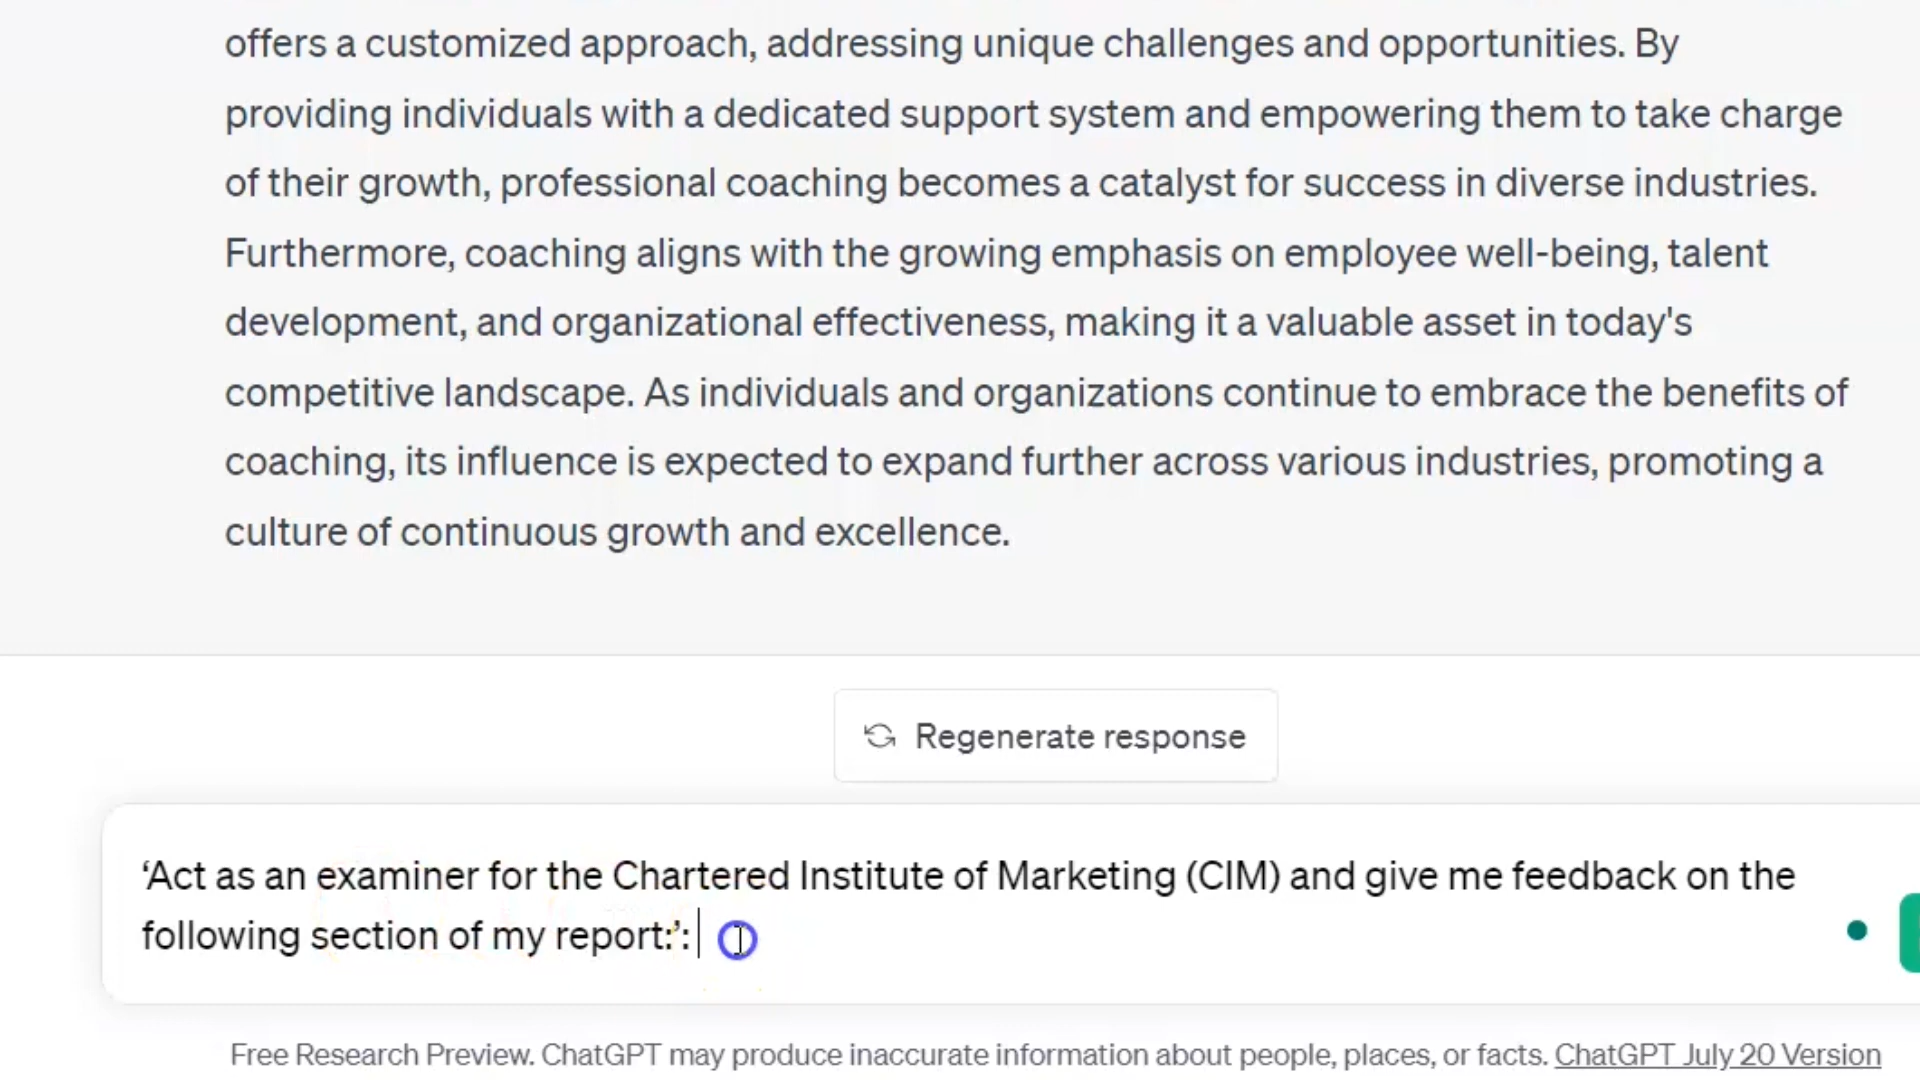 offers a customized approach, addressing unique challenges and opportunities. By
providing individuals with a dedicated support system and empowering them to take charge
of their growth, professional coaching becomes a catalyst for success in diverse industries.
Furthermore, coaching aligns with the growing emphasis on employee well-being, talent
development, and organizational effectiveness, making it a valuable asset in today's
competitive landscape. As individuals and organizations continue to embrace the benefits of
coaching, its influence is expected to expand further across various industries, promoting a
culture of continuous growth and excellence.
Regenerate response
‘Act as an examiner for the Chartered Institute of Marketing (CIM) and give me feedback on the
following section of my report:’:
Free Research Preview. ChatGPT may produce inaccurate information about people, places, or facts. ChatGPT July 20 Version